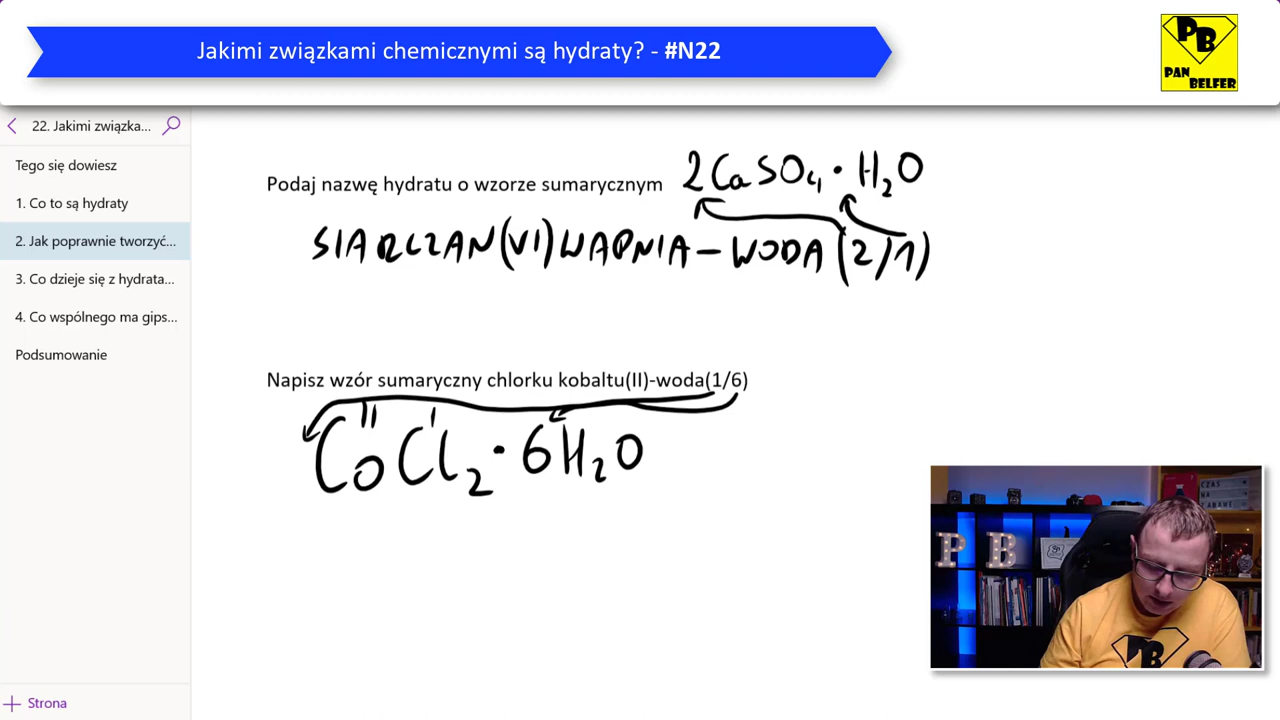 Jakimi związkami chemicznymi są hydraty? - #N22
PB
PAN
BELFER
22. Jakimi związka...
Tego się dowiesz
1. Co to są hydraty
2. Jak poprawnie tworzyć...
3. Co dzieje się z hydrata...
4. Co wspólnego ma gips...
Podsumowanie
Strona
Podaj nazwę hydratu o wzorze sumarycznym 2CaSO₄ · H₂O
SIARCZAN(VI)WAPNIA–WODA(2/1)
Napisz wzór sumaryczny chlorku kobaltu(II)-woda(1/6)
II I
CoCl₂ · 6H₂O
P B
PB
CZAS
NA